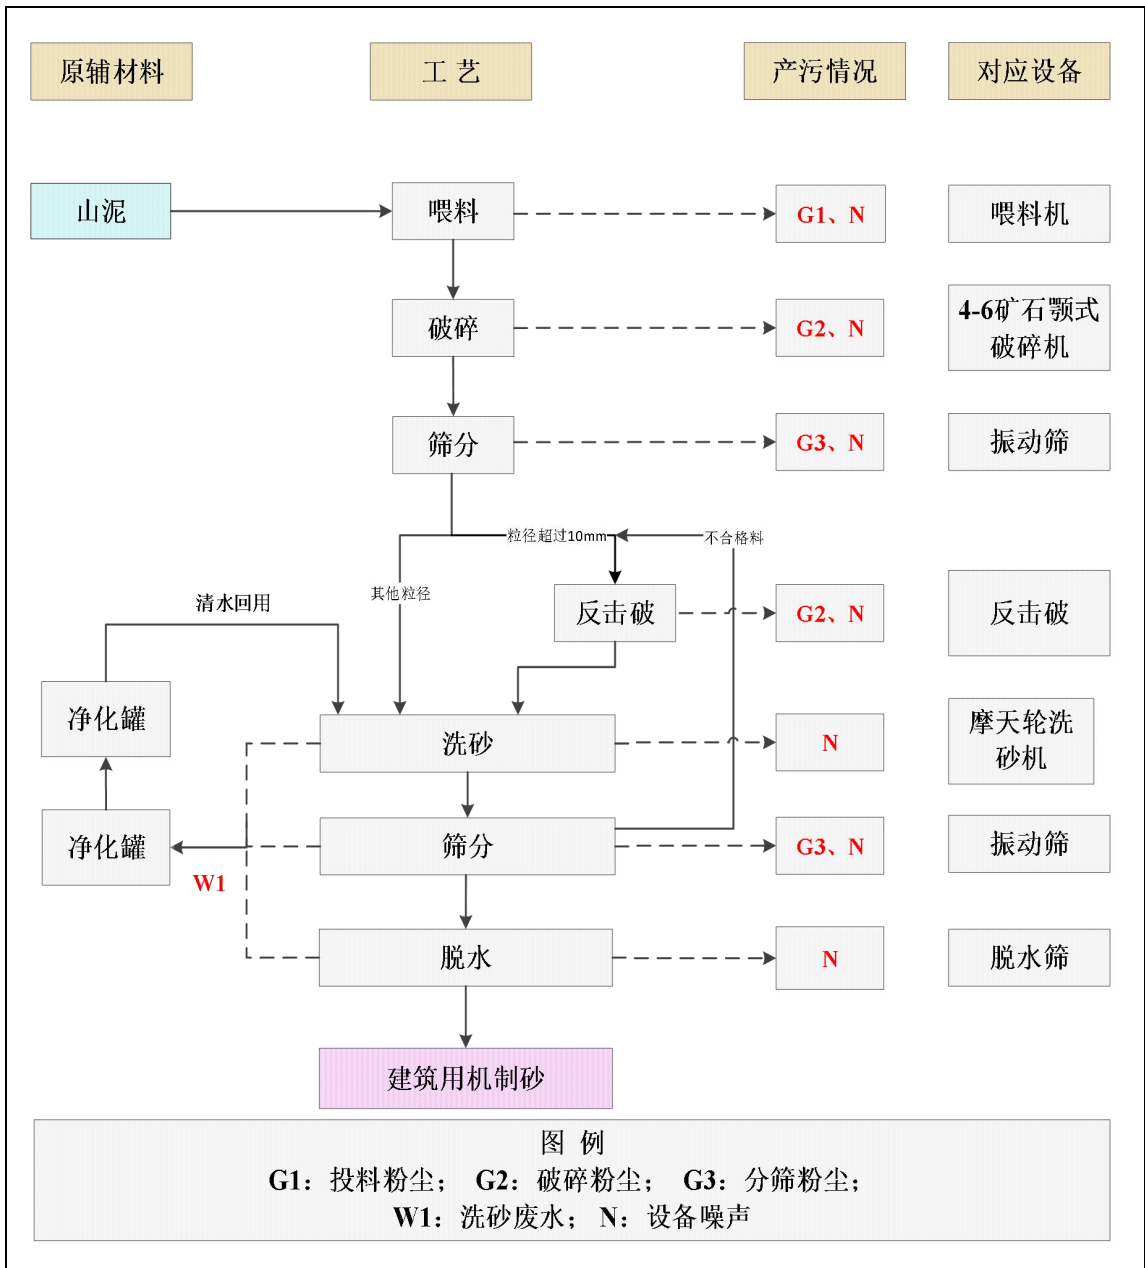 原辅材料
工 艺
产污情况
对应设备
山泥
喂料
G1、N
喂料机
破碎
G2、N
4-6矿石颚式
破碎机
筛分
G3、N
振动筛
粒径超过10mm
不合格料
其他粒径
清水回用
反击破
G2、N
反击破
净化罐
洗砂
N
摩天轮洗
砂机
净化罐
筛分
G3、N
振动筛
W1
脱水
N
脱水筛
建筑用机制砂
图 例
G1：投料粉尘； G2：破碎粉尘； G3：分筛粉尘；
W1：洗砂废水； N：设备噪声